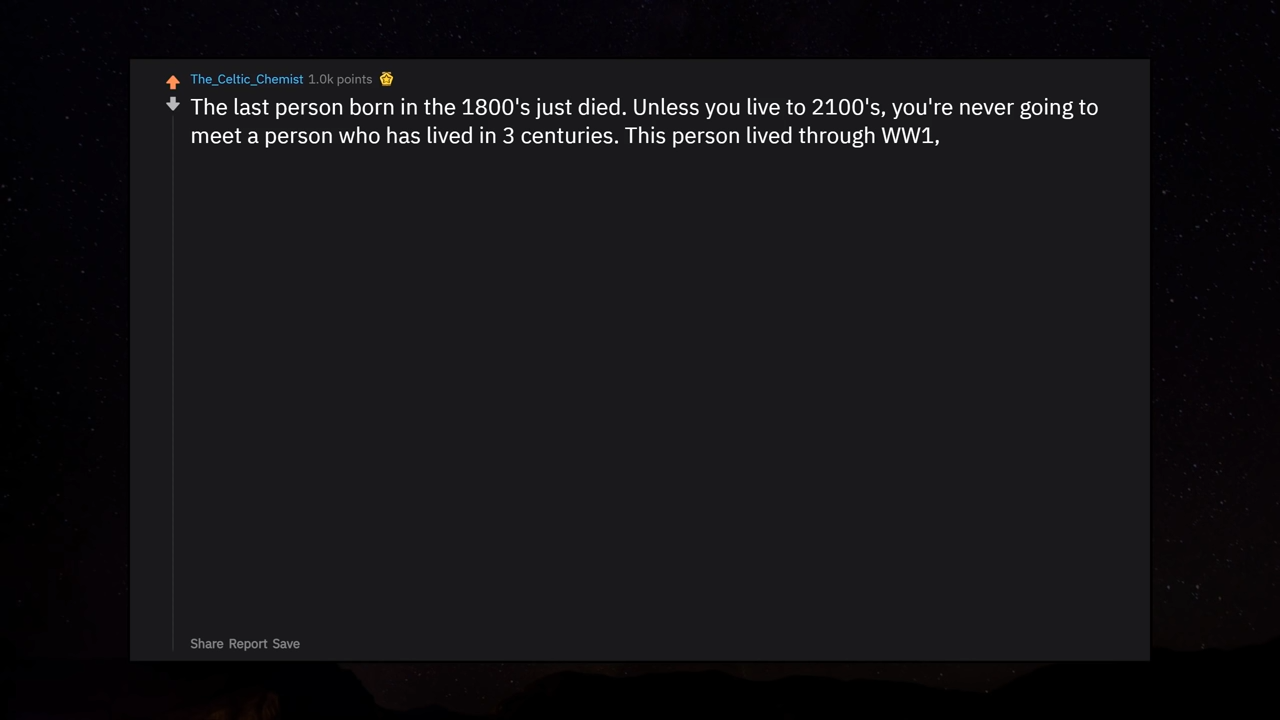 The_Celtic_Chemist 1.0k points
The last person born in the 1800's just died. Unless you live to 2100's, you're never going to
meet a person who has lived in 3 centuries. This person lived through WW1,
Share Report Save